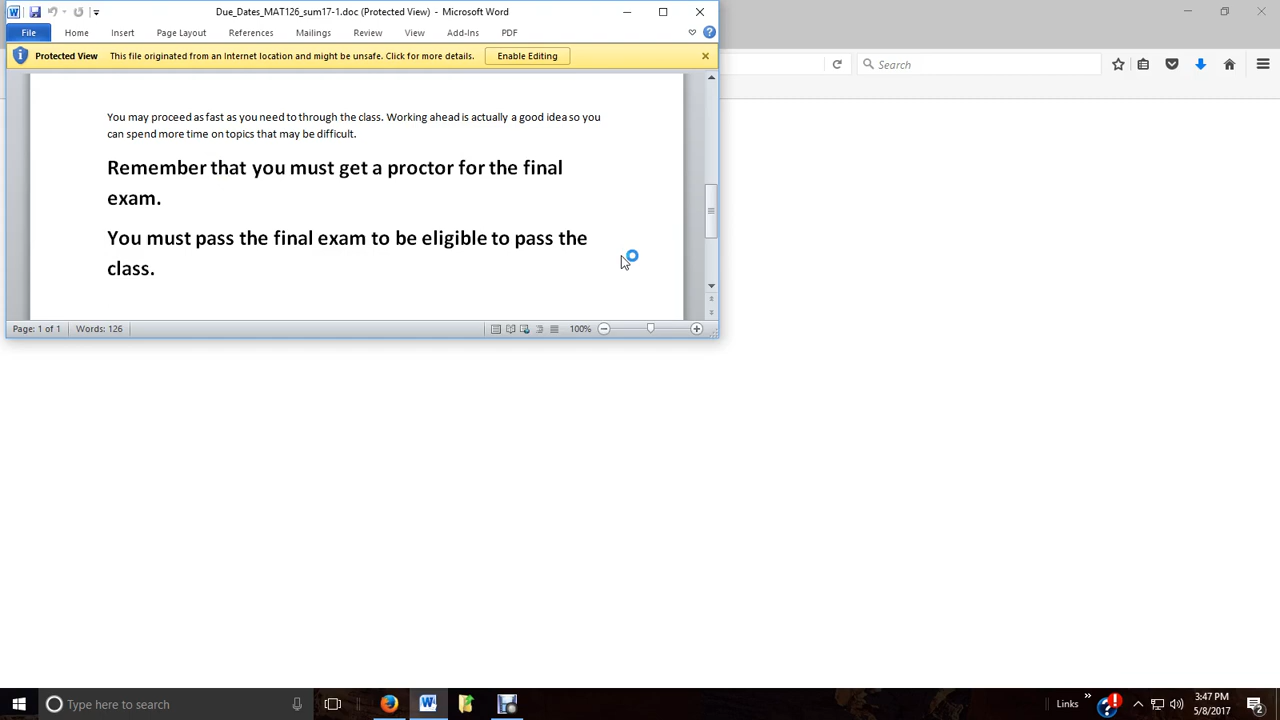 Due_Dates_MAT126_sum17-1.doc (Protected View) - Microsoft Word
File Home Insert Page Layout References Mailings Review View Add-Ins PDF
Protected View This file originated from an Internet location and might be unsafe. Click for more details. Enable Editing
Search
You may proceed as fast as you need to through the class. Working ahead is actually a good idea so you
can spend more time on topics that may be difficult.
Remember that you must get a proctor for the final
exam.
You must pass the final exam to be eligible to pass the
class.
Page: 1 of 1 Words: 126 100%
Type here to search
Links
3:47 PM
5/8/2017
2